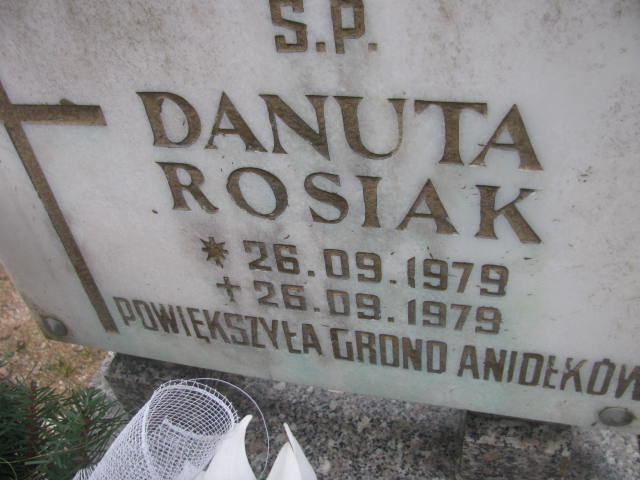 Ś.P.
DANUTA
ROSIAK
* 26.09.1979
+ 26.09.1979
POWIĘKSZYŁA GRONO ANIOŁKÓW